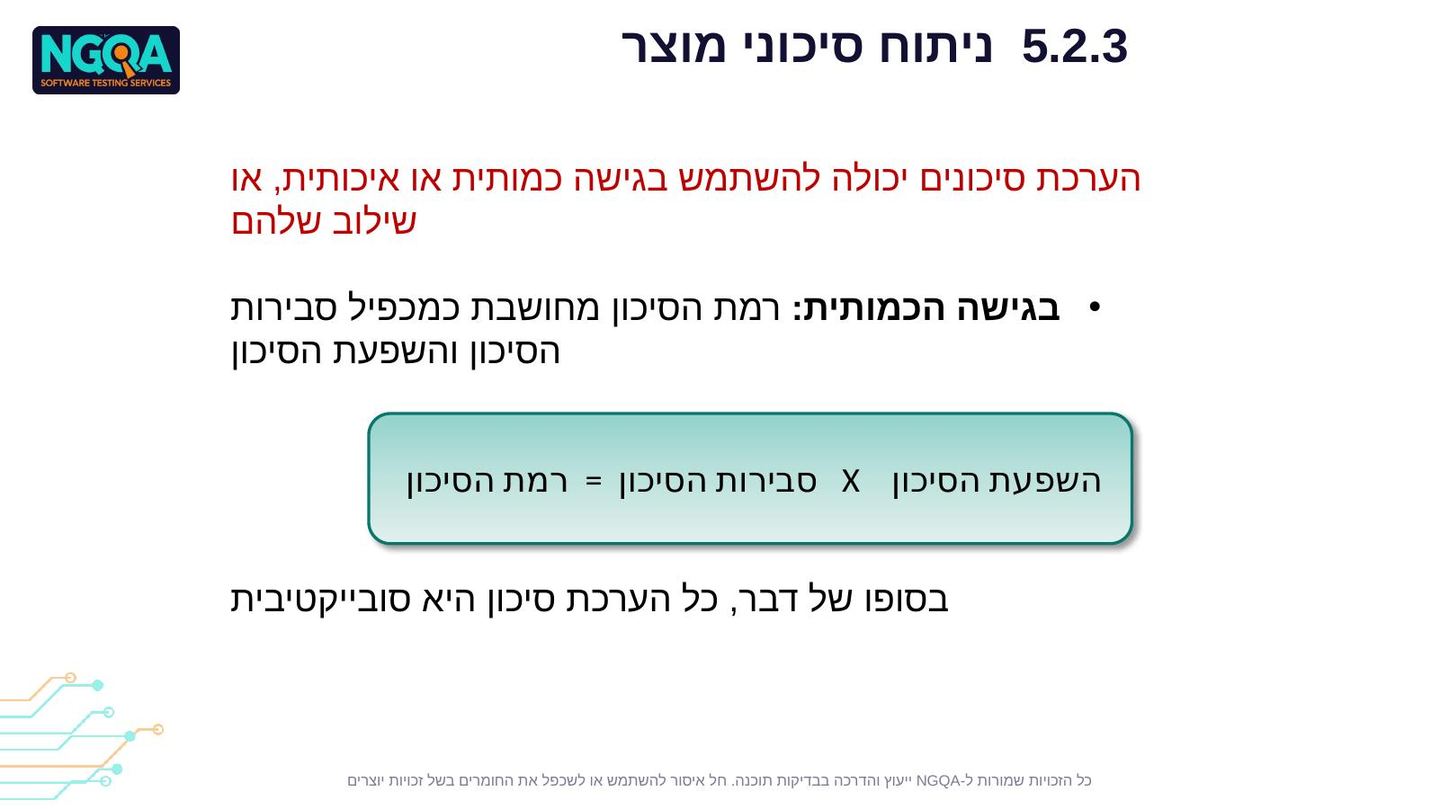 NGQA
SOFTWARE TESTING SERVICES
5.2.3 ניתוח סיכוני מוצר
הערכת סיכונים יכולה להשתמש בגישה כמותית או איכותית, או
שילוב שלהם
• בגישה הכמותית: רמת הסיכון מחושבת כמכפיל סבירות
הסיכון והשפעת הסיכון
השפעת הסיכון X סבירות הסיכון = רמת הסיכון
בסופו של דבר, כל הערכת סיכון היא סובייקטיבית
כל הזכויות שמורות ל-NGQA ייעוץ והדרכה בבדיקות תוכנה. חל איסור להשתמש או לשכפל את החומרים בשל זכויות יוצרים